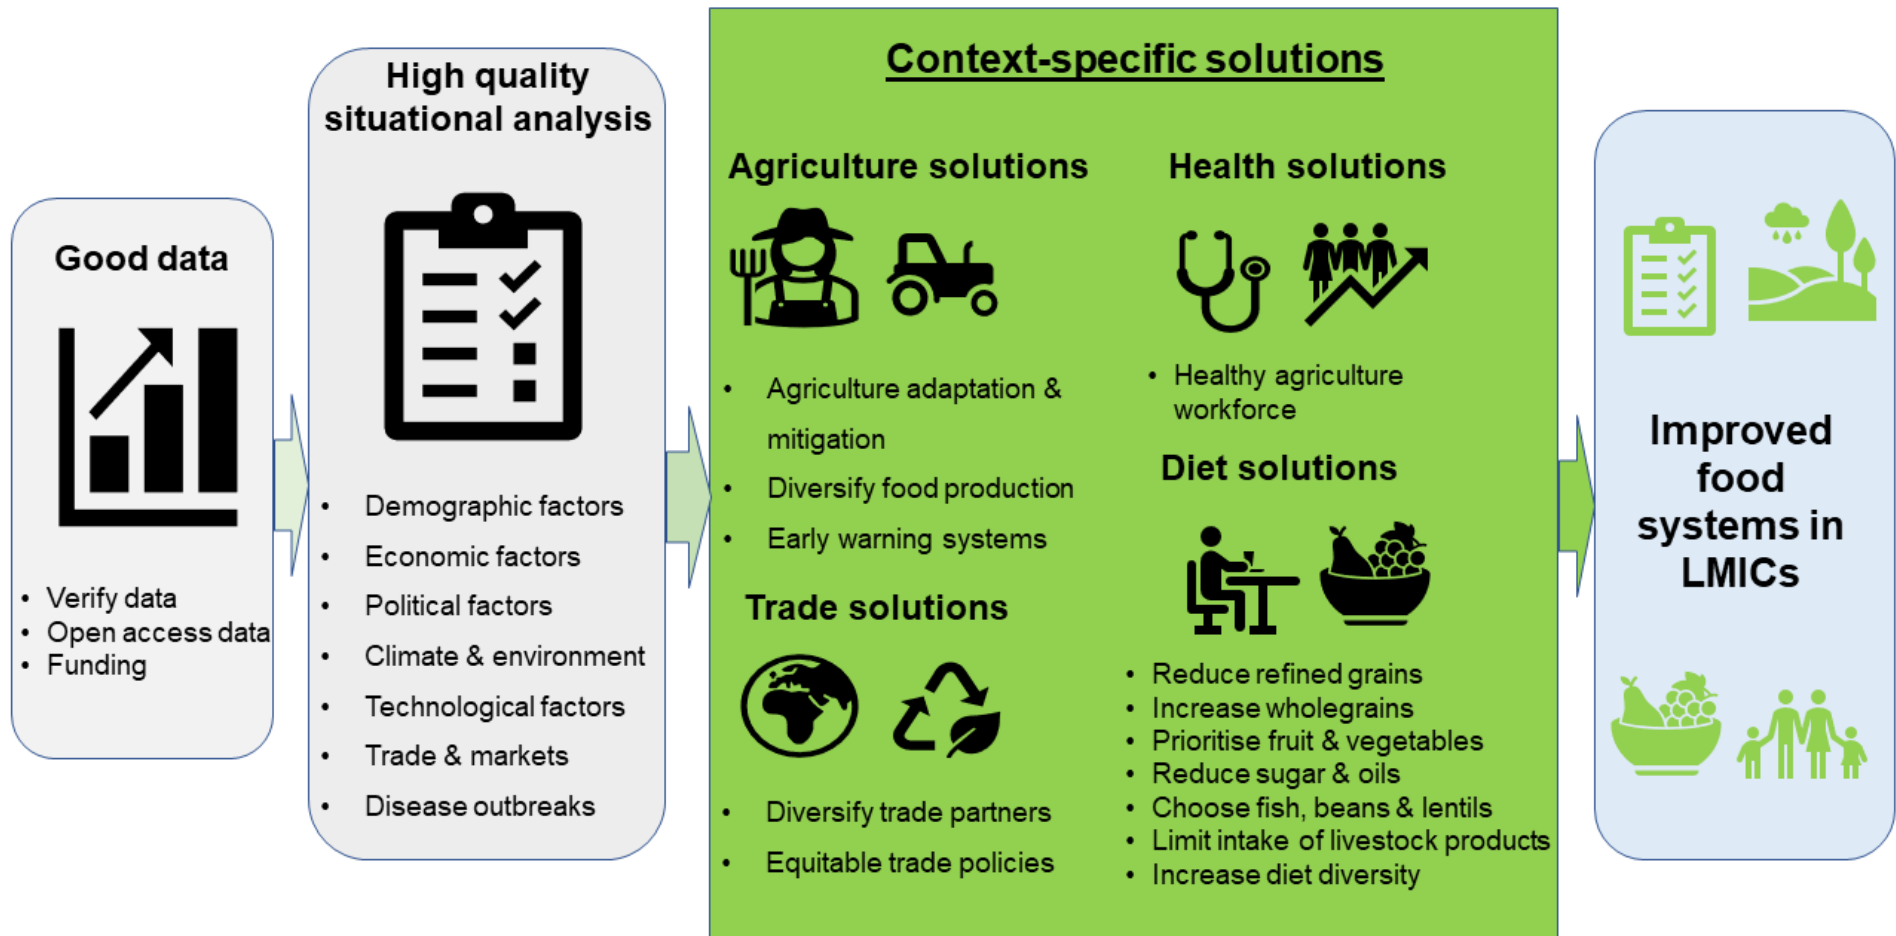 Good data
• Verify data
• Open access data
• Funding
High quality
situational analysis
• Demographic factors
• Economic factors
• Political factors
• Climate & environment
• Technological factors
• Trade & markets
• Disease outbreaks
Context-specific solutions
Agriculture solutions
• Agriculture adaptation &
mitigation
• Diversify food production
• Early warning systems
Trade solutions
• Diversify trade partners
• Equitable trade policies
Health solutions
• Healthy agriculture
workforce
Diet solutions
• Reduce refined grains
• Increase wholegrains
• Prioritise fruit & vegetables
• Reduce sugar & oils
• Choose fish, beans & lentils
• Limit intake of livestock products
• Increase diet diversity
Improved
food
systems in
LMICs